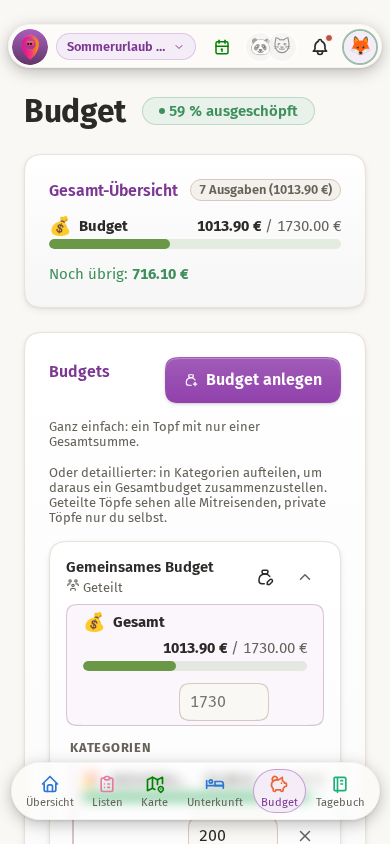 Sommerurlaub ...
Budget
59 % ausgeschöpft
Gesamt-Übersicht
7 Ausgaben (1013.90 €)
Budget
1013.90 € / 1730.00 €
Noch übrig: 716.10 €
Budgets
Budget anlegen
Ganz einfach: ein Topf mit nur einer
Gesamtsumme.
Oder detaillierter: in Kategorien aufteilen, um
daraus ein Gesamtbudget zusammenzustellen.
Geteilte Töpfe sehen alle Mitreisenden, private
Töpfe nur du selbst.
Gemeinsames Budget
Geteilt
Gesamt
1013.90 € / 1730.00 €
1730
KATEGORIEN
Übersicht
Listen
Karte
Unterkunft
Budget
Tagebuch
200